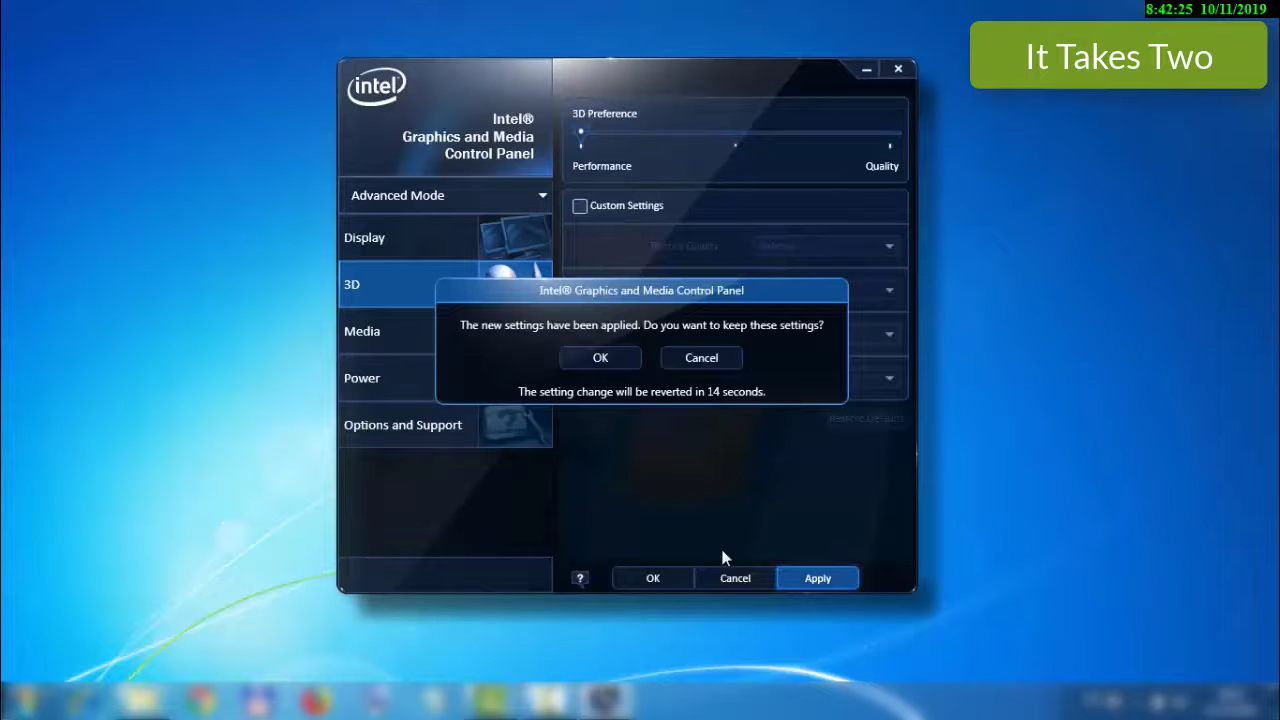 8:42:25 10/11/2019
It Takes Two
intel
Intel®
Graphics and Media
Control Panel
Advanced Mode
Display
3D
Media
Power
Options and Support
3D Preference
Performance
Quality
Custom Settings
Intel® Graphics and Media Control Panel
The new settings have been applied. Do you want to keep these settings?
OK
Cancel
The setting change will be reverted in 14 seconds.
Restore Defaults
?
OK
Cancel
Apply